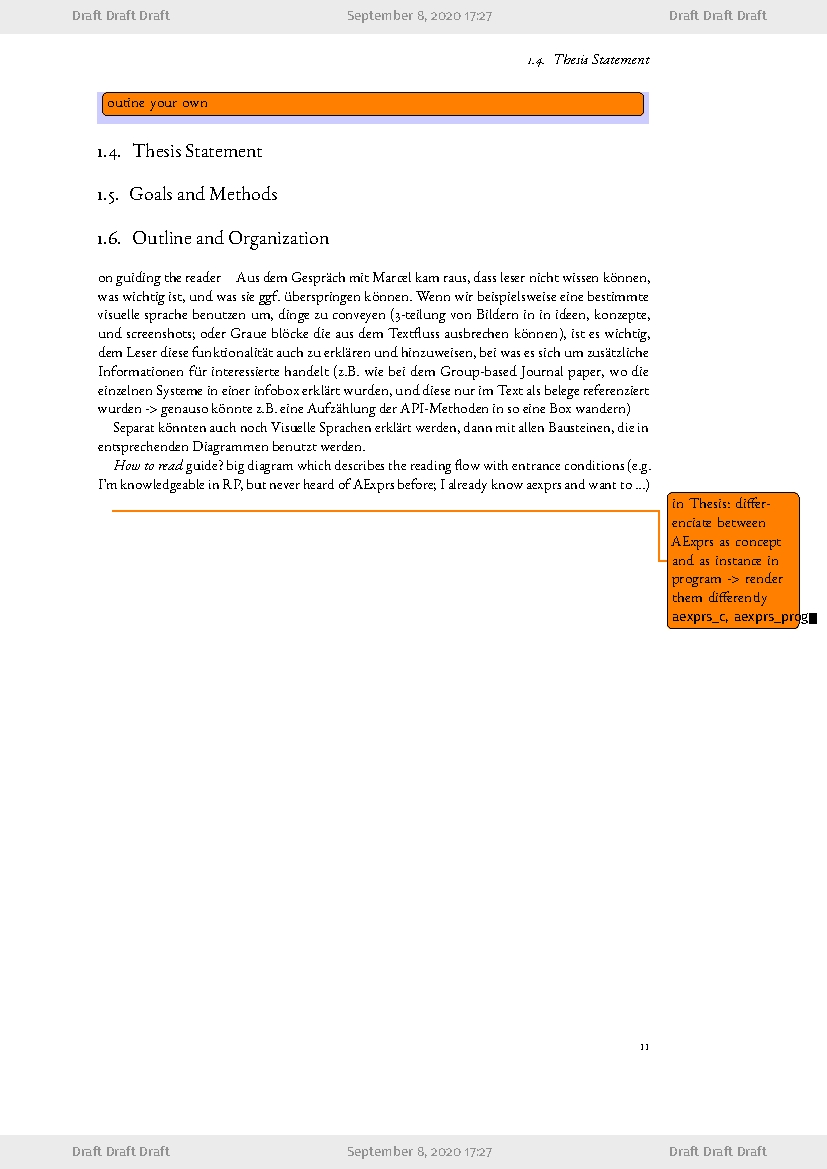 Draft Draft Draft September 8, 2020 17:27 Draft Draft Draft
1.4. Thesis Statement
outine your own
1.4. Thesis Statement
1.5. Goals and Methods
1.6. Outline and Organization
on guiding the reader Aus dem Gespräch mit Marcel kam raus, dass leser nicht wissen können,
was wichtig ist, und was sie ggf. überspringen können. Wenn wir beispielsweise eine bestimmte
visuelle sprache benutzen um, dinge zu conveyen (3-teilung von Bildern in in ideen, konzepte,
und screenshots; oder Graue blöcke die aus dem Textfluss ausbrechen können), ist es wichtig,
dem Leser diese funktionalität auch zu erklären und hinzuweisen, bei was es sich um zusätzliche
Informationen für interessierte handelt (z.B. wie bei dem Group-based Journal paper, wo die
einzelnen Systeme in einer infobox erklärt wurden, und diese nur im Text als belege referenziert
wurden -> genauso könnte z.B. eine Aufzählung der API-Methoden in so eine Box wandern)
Separat könnten auch noch Visuelle Sprachen erklärt werden, dann mit allen Bausteinen, die in
entsprechenden Diagrammen benutzt werden.
How to read guide? big diagram which describes the reading flow with entrance conditions (e.g.
I'm knowledgeable in RP, but never heard of AExprs before; I already know aexprs and want to ...)
in Thesis: differ-
enciate between
AExprs as concept
and as instance in
program -> render
them differently
aexprs_c, aexprs_prog
11
Draft Draft Draft September 8, 2020 17:27 Draft Draft Draft